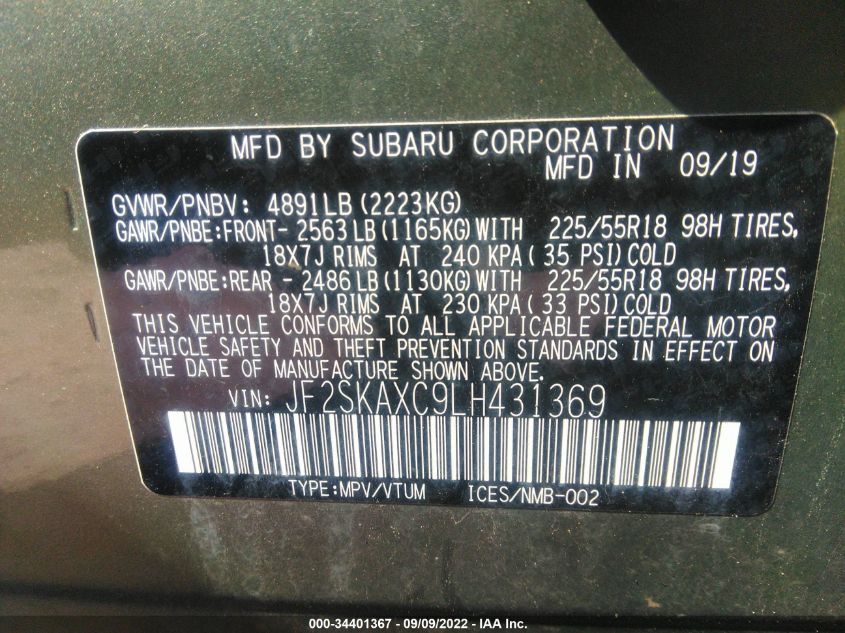 MFD BY SUBARU CORPORATION
MFD IN 09/19
GVWR/PNBV: 4891LB (2223KG)
GAWR/PNBE:FRONT- 2563LB (1165KG) WITH 225/55R18 98H TIRES,
18X7J RIMS AT 240 KPA ( 35 PSI) COLD
GAWR/PNBE:REAR - 2486LB (1130KG) WITH 225/55R18 98H TIRES,
18X7J RIMS AT 230 KPA ( 33 PSI) COLD
THIS VEHICLE CONFORMS TO ALL APPLICABLE FEDERAL MOTOR
VEHICLE SAFETY AND THEFT PREVENTION STANDARDS IN EFFECT ON
THE DATE OF MANUFACTURE SHOWN ABOVE.
VIN: JF2SKAXC9LH431369
TYPE:MPV/VTUM ICES/NMB-002
000-34401367 - 09/09/2022 - IAA Inc.